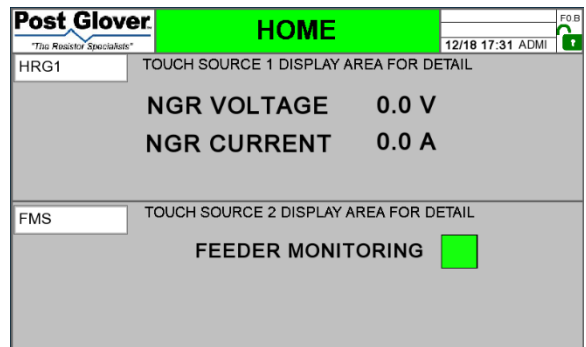 Post Glover.
"The Resistor Specialists"
HOME
12/18 17:31 ADMI
F0.B
HRG1
TOUCH SOURCE 1 DISPLAY AREA FOR DETAIL
NGR VOLTAGE 0.0 V
NGR CURRENT 0.0 A
FMS
TOUCH SOURCE 2 DISPLAY AREA FOR DETAIL
FEEDER MONITORING